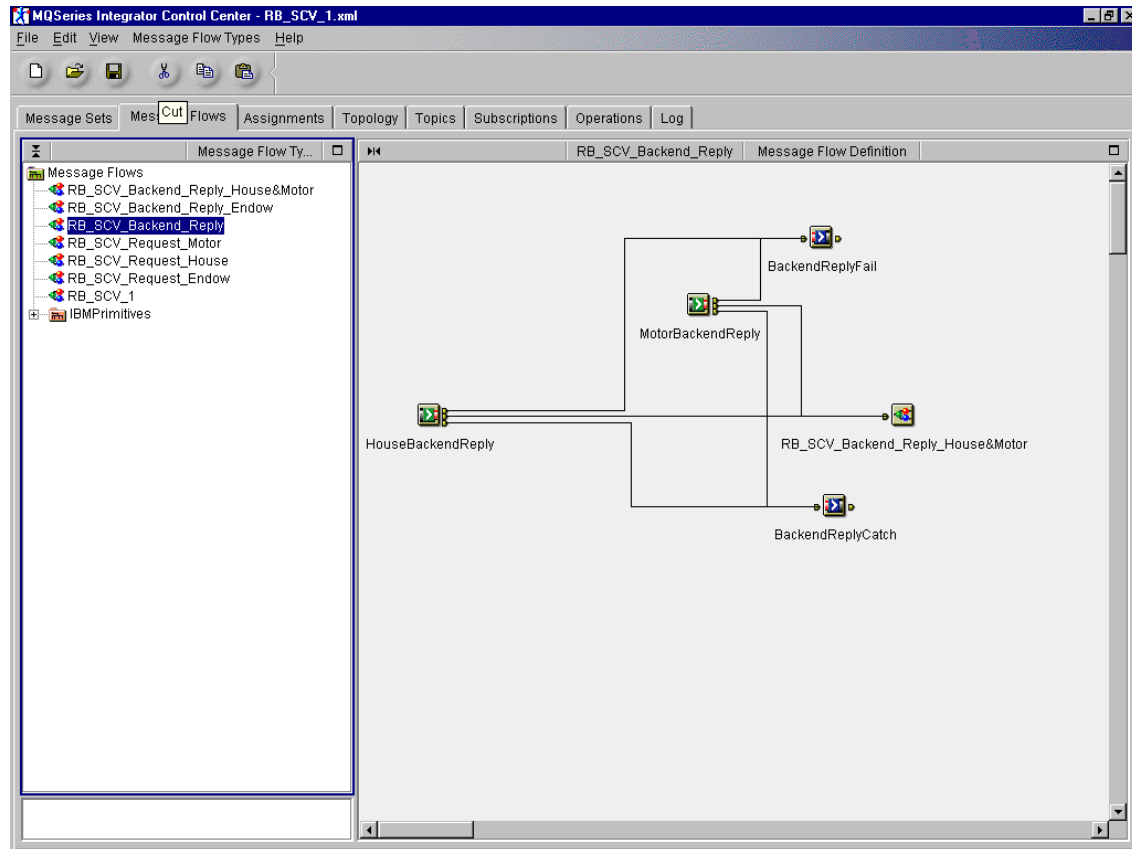 MQSeries Integrator Control Center - RB_SCV_1.xml
File Edit View Message Flow Types Help
Message Sets Mes Cut Flows Assignments Topology Topics Subscriptions Operations Log
Message Flow Ty...
RB_SCV_Backend_Reply Message Flow Definition
Message Flows
RB_SCV_Backend_Reply_House&Motor
RB_SCV_Backend_Reply_Endow
RB_SCV_Backend_Reply
RB_SCV_Request_Motor
RB_SCV_Request_House
RB_SCV_Request_Endow
RB_SCV_1
IBMPrimitives
BackendReplyFail
MotorBackendReply
HouseBackendReply
RB_SCV_Backend_Reply_House&Motor
BackendReplyCatch